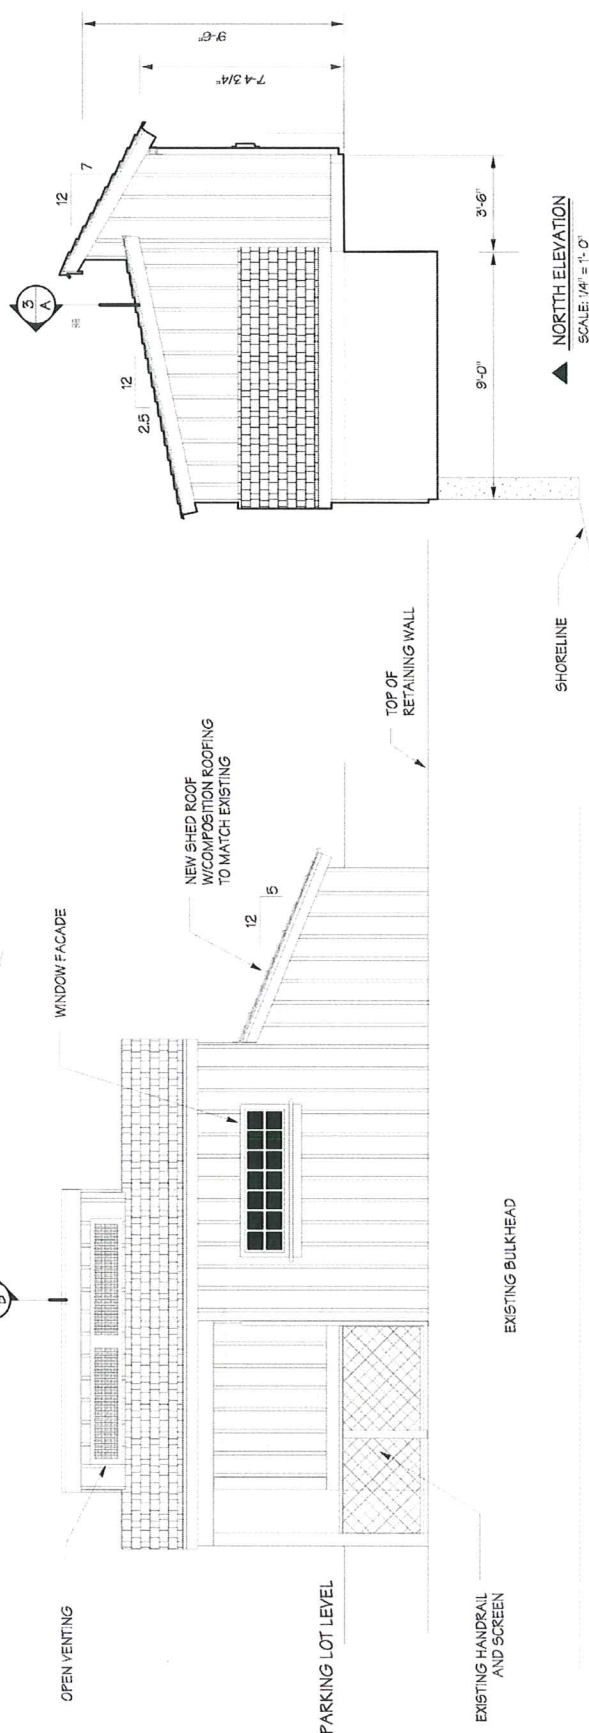 OPEN VENTING
WINDOW FACADE
NEW SHED ROOF
W/COMPOSITION ROOFING
TO MATCH EXISTING
12
5
PARKING LOT LEVEL
EXISTING HANDRAIL
AND SCREEN
EXISTING BULKHEAD
TOP OF
RETAINING WALL
SHORELINE
3
A
12
2.5
12
7
9'-6"
7'-4 3/4"
9'-0"
3'-6"
NORTTH ELEVATION
SCALE: 1/4" = 1'- 0"